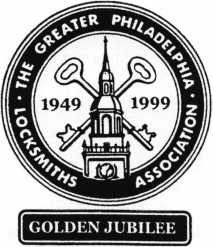 · THE GREATER PHILADELPHIA ·
LOCKSMITHS ASSOCIATION
1949 1999
GOLDEN JUBILEE